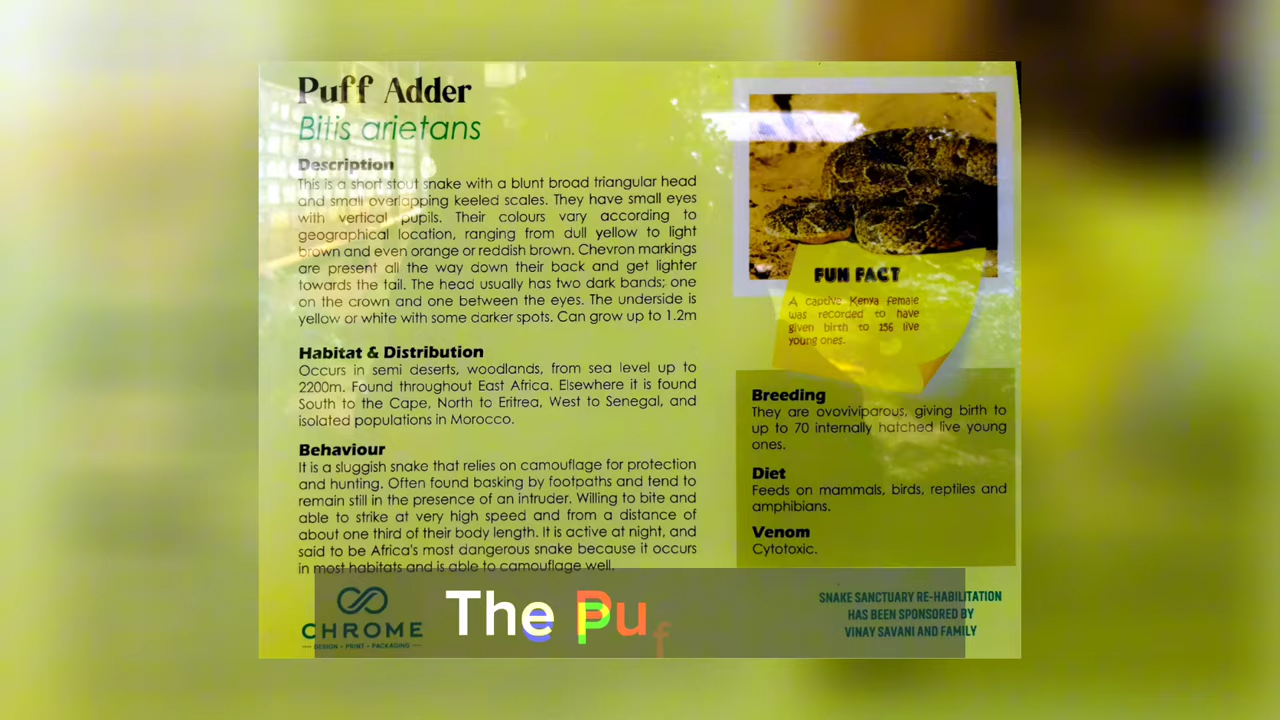 Puff Adder
Bitis arietans
Description
This is a short stout snake with a blunt broad triangular head
and small overlapping keeled scales. They have small eyes
with vertical pupils. Their colours vary according to
geographical location, ranging from dull yellow to light
brown and even orange or reddish brown. Chevron markings
are present all the way down their back and get lighter
towards the tail. The head usually has two dark bands; one
on the crown and one between the eyes. The underside is
yellow or white with some darker spots. Can grow up to 1.2m
Habitat & Distribution
Occurs in semi deserts, woodlands, from sea level up to
2200m. Found throughout East Africa. Elsewhere it is found
South to the Cape, North to Eritrea, West to Senegal, and
isolated populations in Morocco.
Behaviour
It is a sluggish snake that relies on camouflage for protection
and hunting. Often found basking by footpaths and tend to
remain still in the presence of an intruder. Willing to bite and
able to strike at very high speed and from a distance of
about one third of their body length. It is active at night, and
said to be Africa's most dangerous snake because it occurs
in most habitats and is able to camouflage well.
FUN FACT
A captive Kenya female
was recorded to have
given birth to 156 live
young ones.
Breeding
They are ovoviviparous, giving birth to
up to 70 internally hatched live young
ones.
Diet
Feeds on mammals, birds, reptiles and
amphibians.
Venom
Cytotoxic.
CHROME
DESIGN • PRINT • PACKAGING
The Puf
SNAKE SANCTUARY RE-HABILITATION
HAS BEEN SPONSORED BY
VINAY SAVANI AND FAMILY